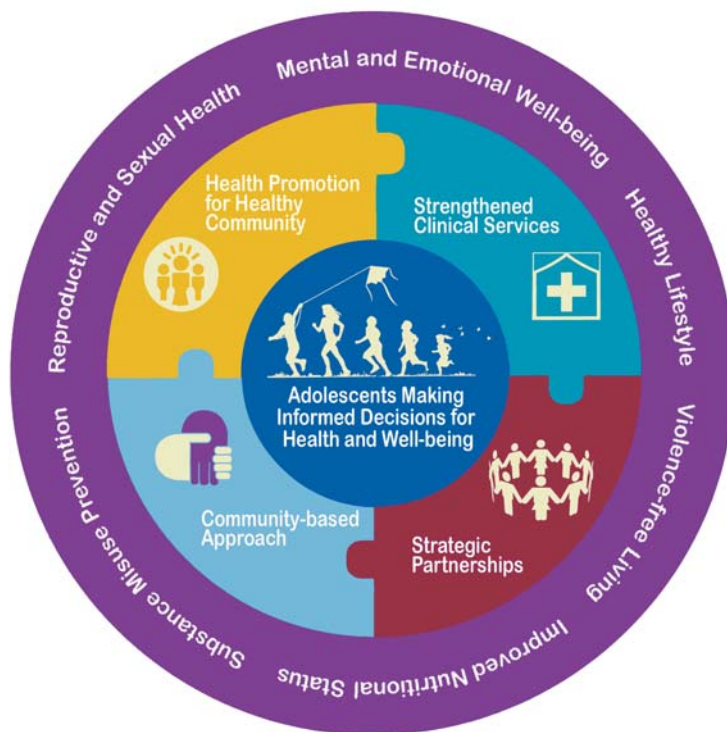 Mental and Emotional Well-being
Healthy Lifestyle
Violence-free Living
Improved Nutritional Status
Substance Misuse Prevention
Reproductive and Sexual Health
Health Promotion
for Healthy
Community
Strengthened
Clinical Services
Adolescents Making
Informed Decisions for
Health and Well-being
Community-based
Approach
Strategic
Partnerships